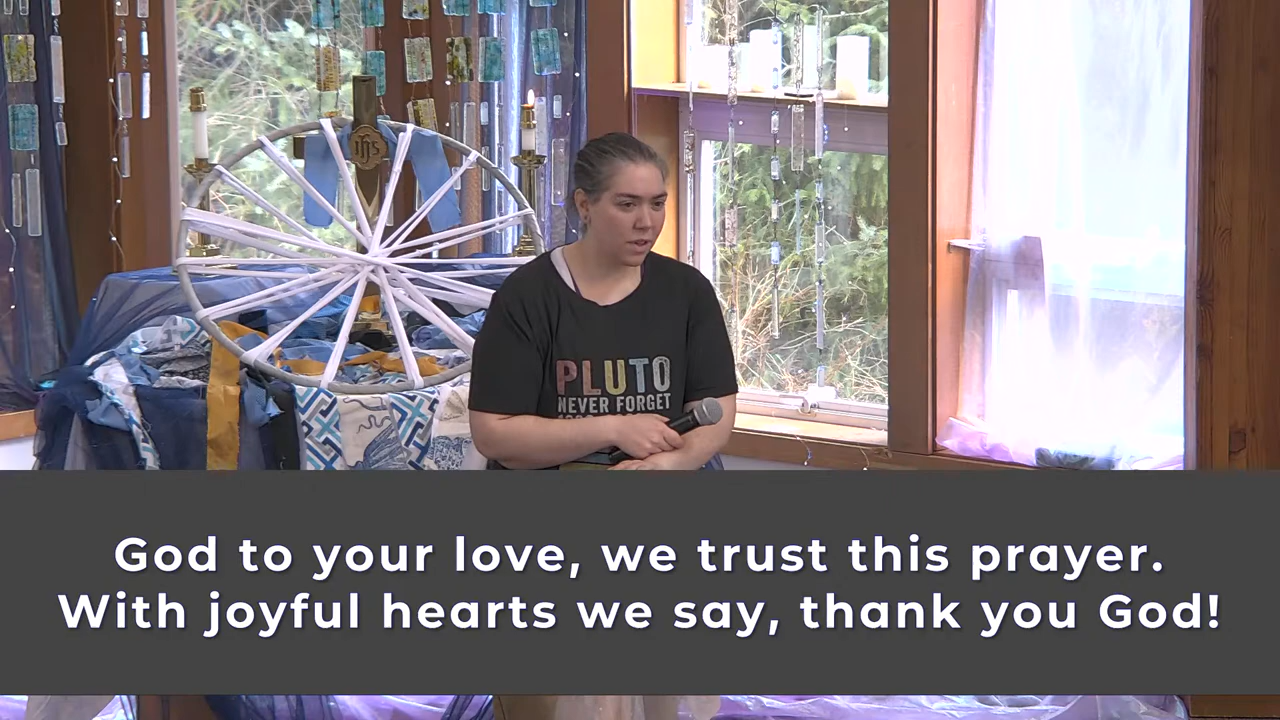 IHS
PLUTO
NEVER FORGET
God to your love, we trust this prayer.
With joyful hearts we say, thank you God!